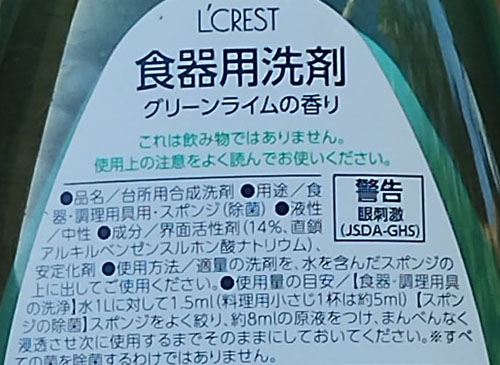 L'CREST
食器用洗剤
グリーンライムの香り
これは飲み物ではありません。
使用上の注意をよく読んでお使いください。
●品名／台所用合成洗剤 ●用途／食
器・調理用具用・スポンジ(除菌) ●液性
／中性 ●成分／界面活性剤(14%、直鎖
アルキルベンゼンスルホン酸ナトリウム)、
安定化剤 ●使用方法／適量の洗剤を、水を含んだスポンジの
上に出してご使用ください。●使用量の目安／【食器・調理用具
の洗浄】水1Lに対して1.5ml(料理用小さじ1杯は約5ml)【スポン
ジの除菌】スポンジをよく絞り、約8mlの原液をつけ、まんべんなく
浸透させ次に使用するまでそのままにしておいてください。※すべ
ての菌を除菌するわけではありません。
警告
眼刺激
(JSDA-GHS)